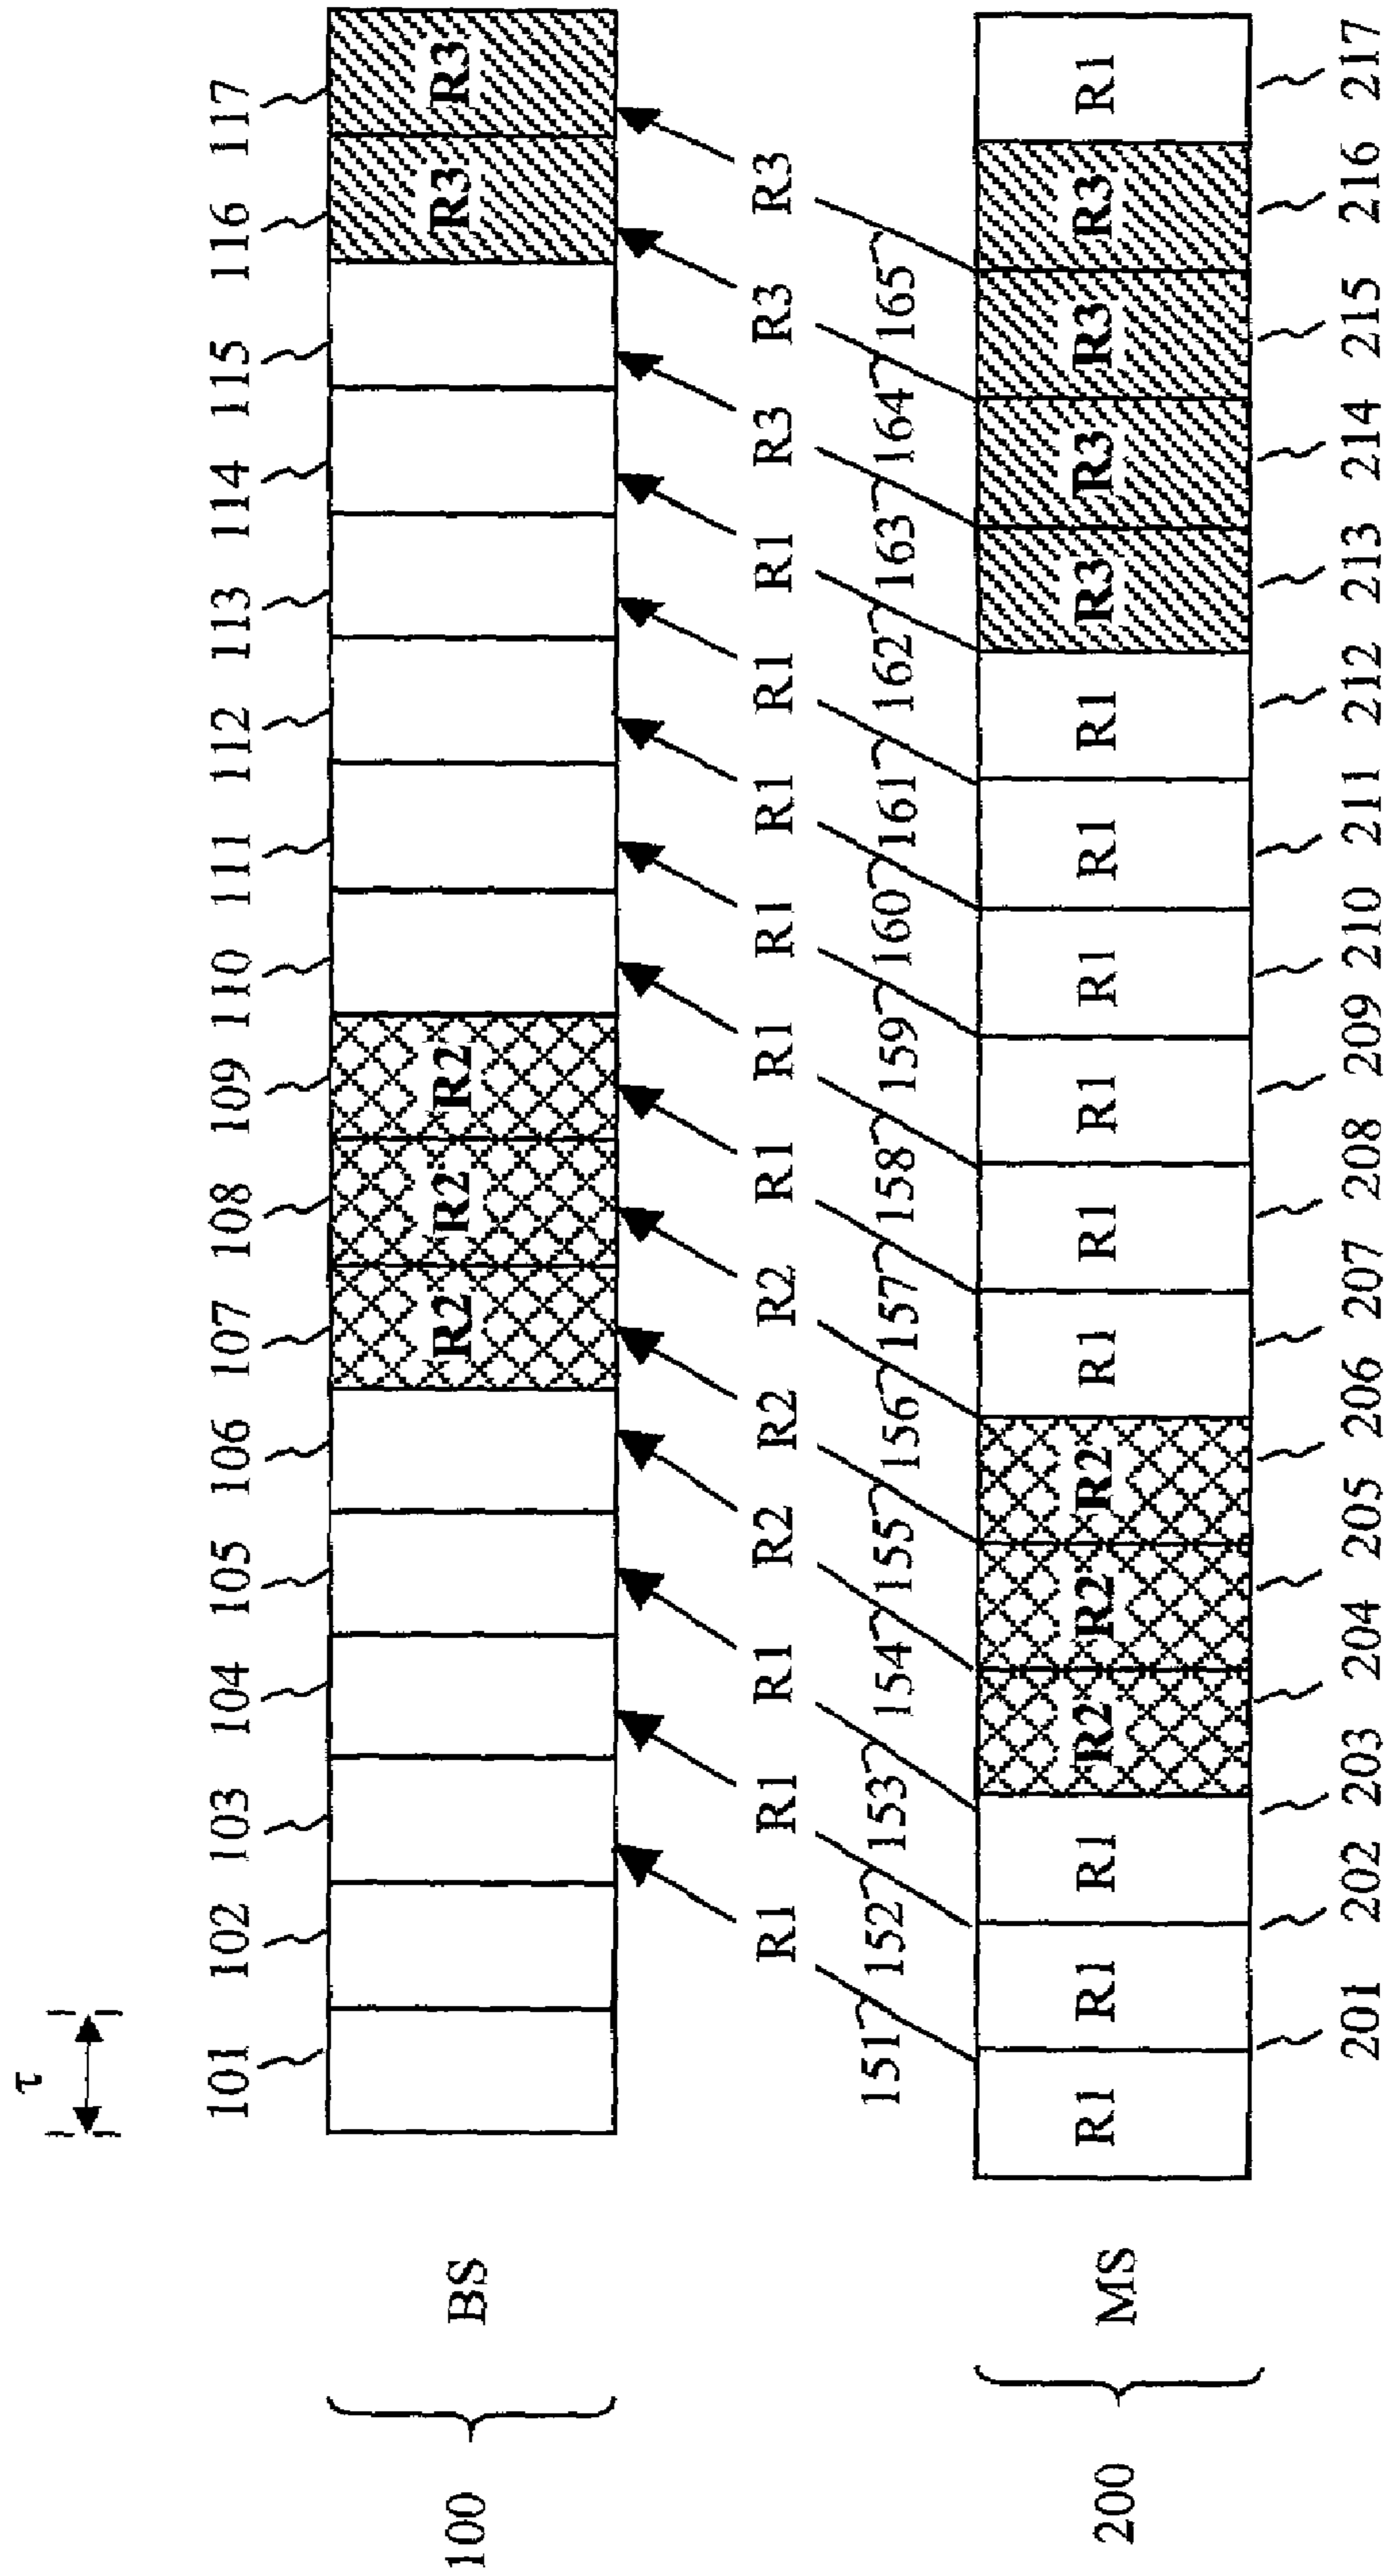 τ
101 102 103 104 105 106 107 108 109 110 111 112 113 114 115 116 117
100 BS R2 R2 R2 R3 R3
R1 R1 R1 R2 R2 R2 R1 R1 R1 R1 R1 R1 R3 R3 R3
151 152 153 154 155 156 157 158 159 160 161 162 163 164 165
200 MS R1 R1 R1 R2 R2 R2 R1 R1 R1 R1 R1 R1 R3 R3 R3 R3 R1
201 202 203 204 205 206 207 208 209 210 211 212 213 214 215 216 217